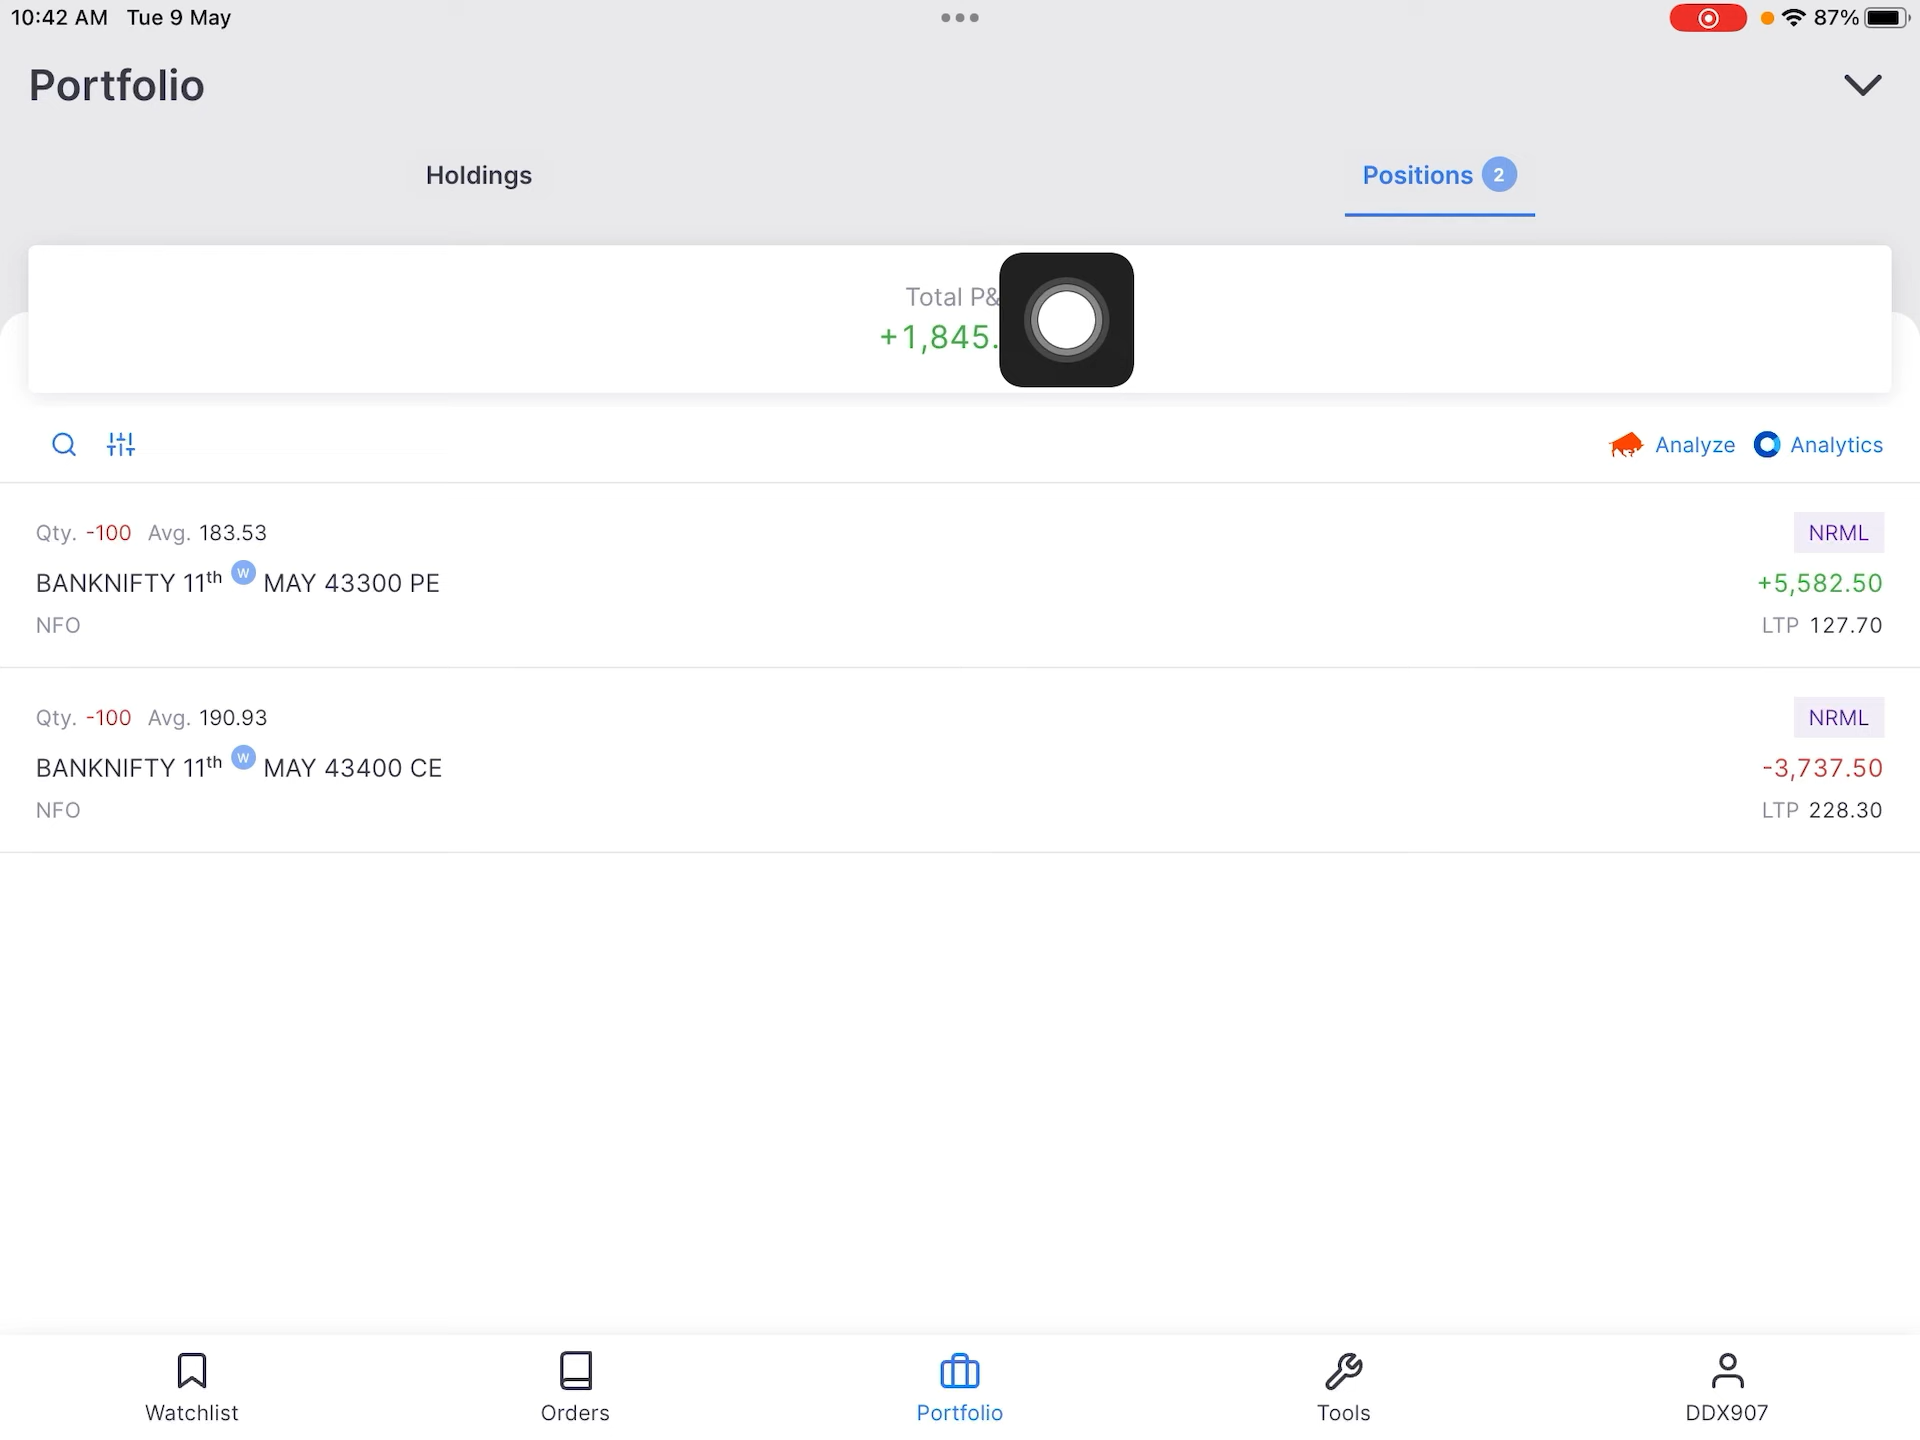 10:42 AM Tue 9 May
87%
Portfolio
Holdings
Positions 2
Total P&
+1,845.
Analyze
Analytics
Qty. -100 Avg. 183.53
NRML
BANKNIFTY 11th W MAY 43300 PE
+5,582.50
NFO
LTP 127.70
Qty. -100 Avg. 190.93
NRML
BANKNIFTY 11th W MAY 43400 CE
-3,737.50
NFO
LTP 228.30
Watchlist
Orders
Portfolio
Tools
DDX907